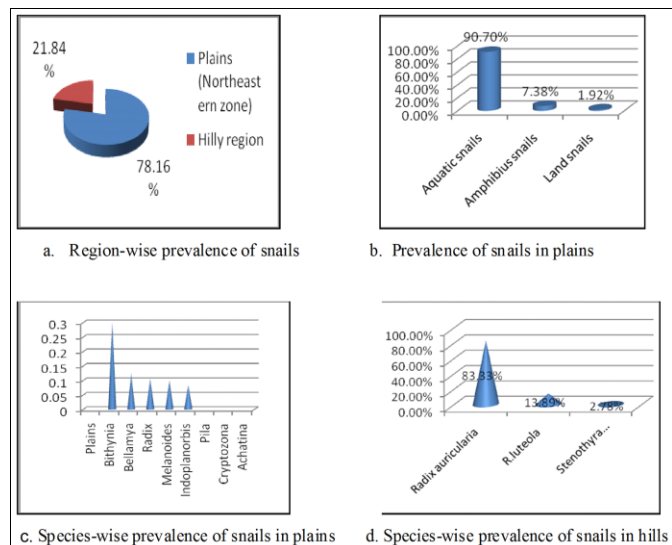 21.84
%
Plains
(Northeast
ern zone)
Hilly region
78.16
%
a. Region-wise prevalence of snails
90.70%
100.00%
80.00%
60.00%
40.00%
20.00%
0.00%
7.38%
1.92%
Aquatic snails
Amphibius snails
Land snails
b. Prevalence of snails in plains
0.3
0.25
0.2
0.15
0.1
0.05
0
Plains
Bithynia
Bellamya
Radix
Melanoides
Indoplanorbis
Pila
Cryptozona
Achatina
c. Species-wise prevalence of snails in plains
100.00%
80.00%
60.00%
40.00%
20.00%
0.00%
83.33%
13.89%
2.78%
Radix auricularia
R.luteola
Stenothyra...
d. Species-wise prevalence of snails in hills